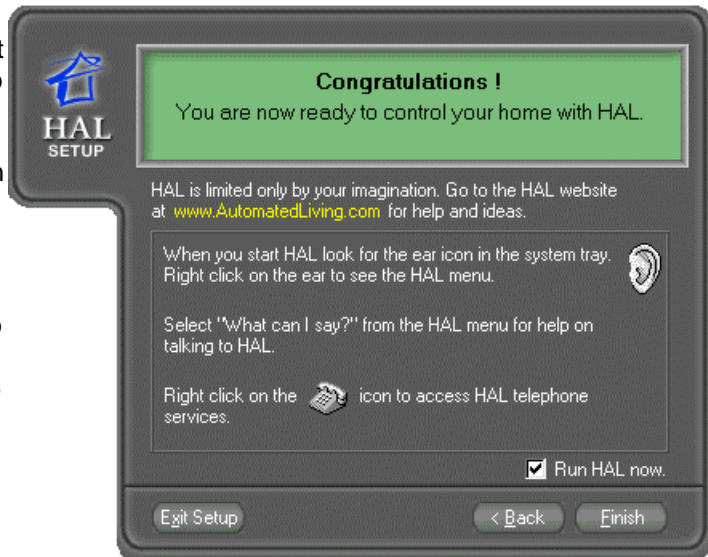 HAL
SETUP
Congratulations !
You are now ready to control your home with HAL.
HAL is limited only by your imagination. Go to the HAL website
at www.AutomatedLiving.com for help and ideas.
When you start HAL look for the ear icon in the system tray.
Right click on the ear to see the HAL menu.
Select "What can I say?" from the HAL menu for help on
talking to HAL.
Right click on the icon to access HAL telephone
services.
Run HAL now.
Exit Setup
< Back
Finish